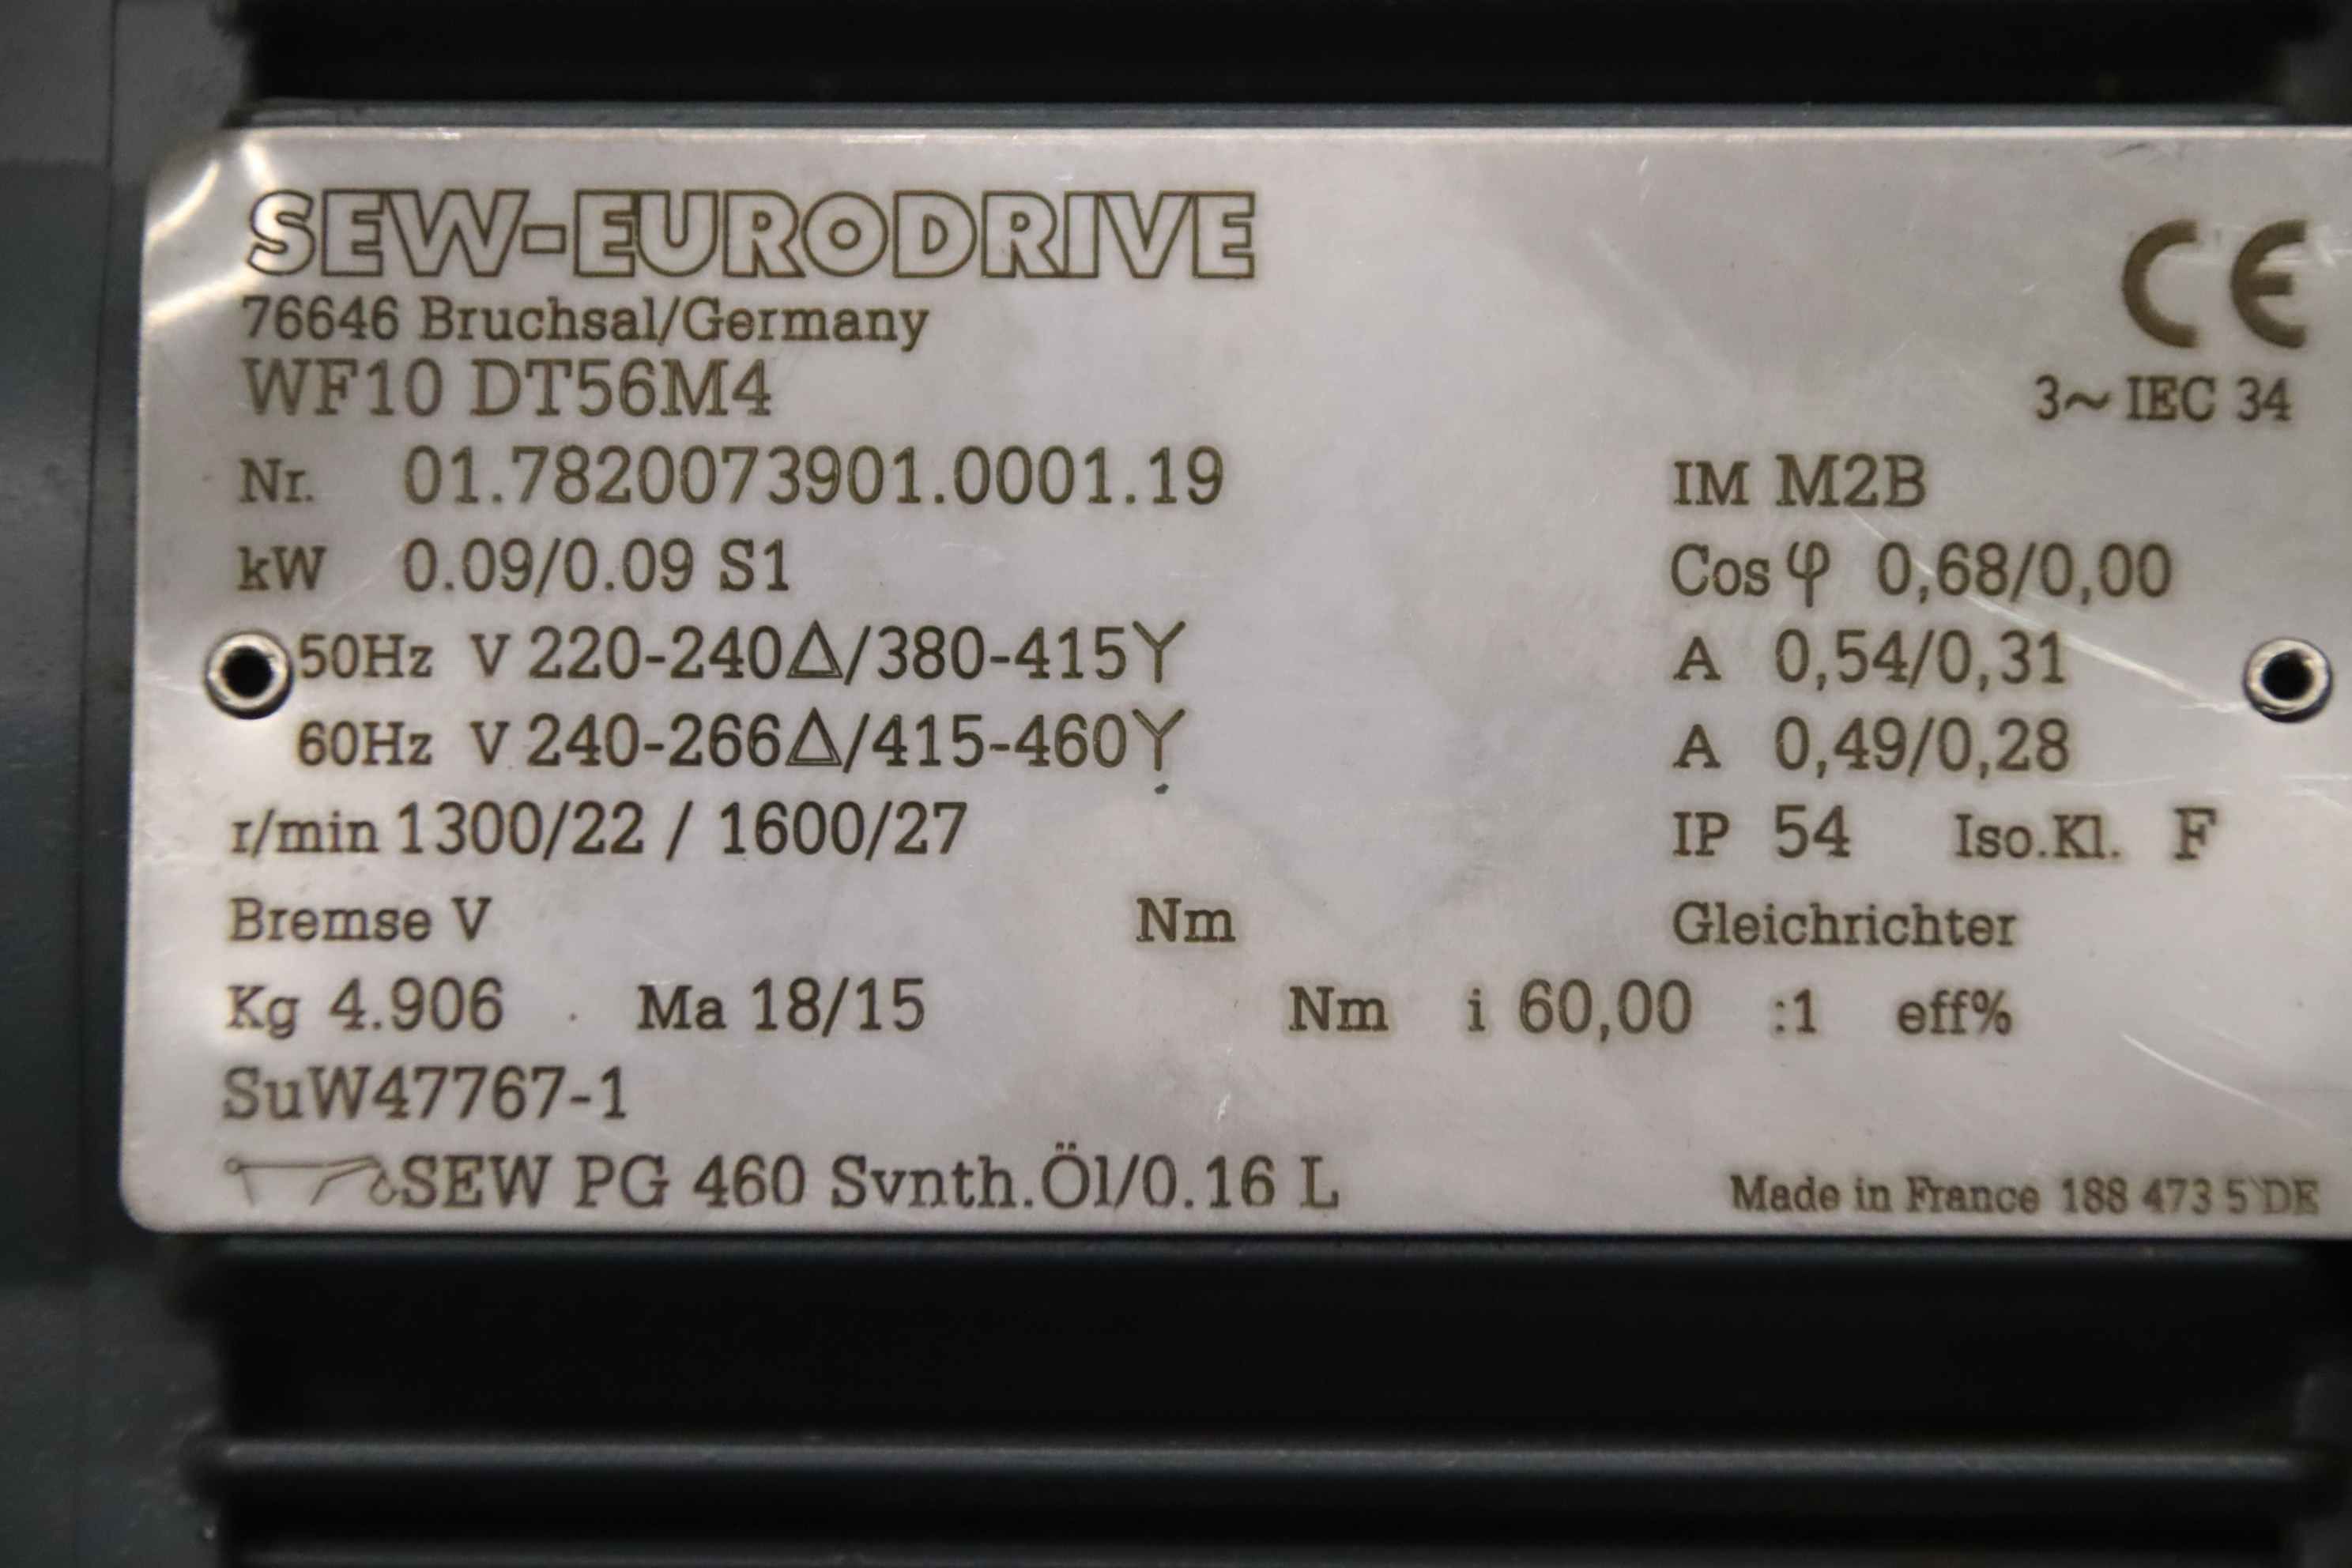 SEW-EURODRIVE
CE
76646 Bruchsal/Germany
WF10 DT56M4
3~ IEC 34
Nr. 01.7820073901.0001.19 IM M2B
kW 0.09/0.09 S1 Cos φ 0,68/0,00
50Hz V 220-240△/380-415Y A 0,54/0,31
60Hz V 240-266△/415-460Y A 0,49/0,28
r/min 1300/22 / 1600/27 IP 54 Iso.Kl. F
Bremse V Nm Gleichrichter
Kg 4.906 Ma 18/15 Nm i 60,00 :1 eff%
SuW47767-1
SEW PG 460 Svnth.Öl/0.16 L Made in France 188 473 5 DE